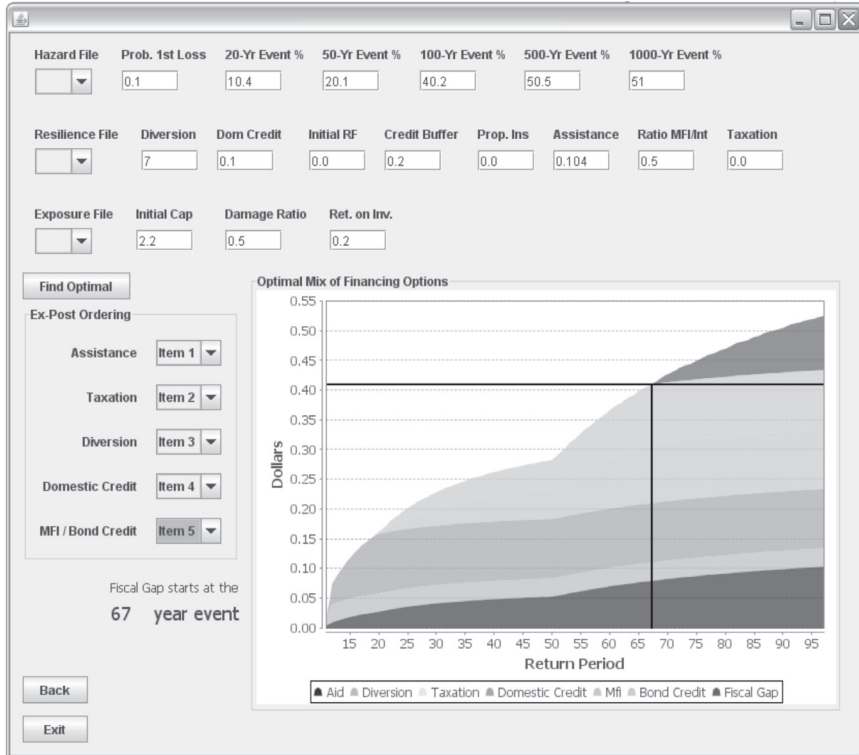 Hazard File Prob. 1st Loss 20-Yr Event % 50-Yr Event % 100-Yr Event % 500-Yr Event % 1000-Yr Event %
0.1 10.4 20.1 40.2 50.5 51
Resilience File Diversion Dom Credit Initial RF Credit Buffer Prop. Ins Assistance Ratio MFI/Int Taxation
7 0.1 0.0 0.2 0.0 0.104 0.5 0.0
Exposure File Initial Cap Damage Ratio Ret. on Inv.
2.2 0.5 0.2
Find Optimal
Ex-Post Ordering
Assistance Item 1
Taxation Item 2
Diversion Item 3
Domestic Credit Item 4
MFI / Bond Credit Item 5
Fiscal Gap starts at the
67 year event
Back
Exit
Optimal Mix of Financing Options
Dollars
0.55
0.50
0.45
0.40
0.35
0.30
0.25
0.20
0.15
0.10
0.05
0.00
15 20 25 30 35 40 45 50 55 60 65 70 75 80 85 90 95
Return Period
Aid Diversion Taxation Domestic Credit Mfi Bond Credit Fiscal Gap